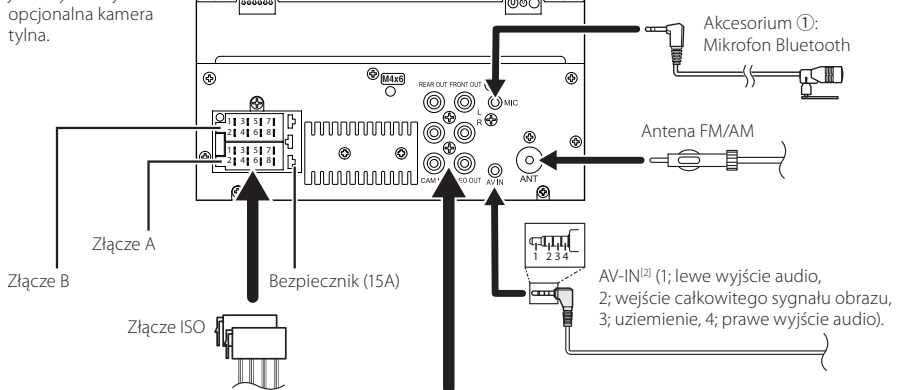 opcjonalna kamera
tylna.
Akcesorium ①:
Mikrofon Bluetooth
M4x6
REAR OUT FRONT OUT
MIC
L
R
1 3 5 7
2 4 6 8
1 3 5 7
2 4 6 8
Antena FM/AM
ANT
CAM
EO OUT
AV IN
Złącze A
Złącze B
Bezpiecznik (15A)
1 2 3 4
AV-IN[2] (1; lewe wyjście audio,
2; wejście całkowitego sygnału obrazu,
3; uziemienie, 4; prawe wyjście audio).
Złącze ISO